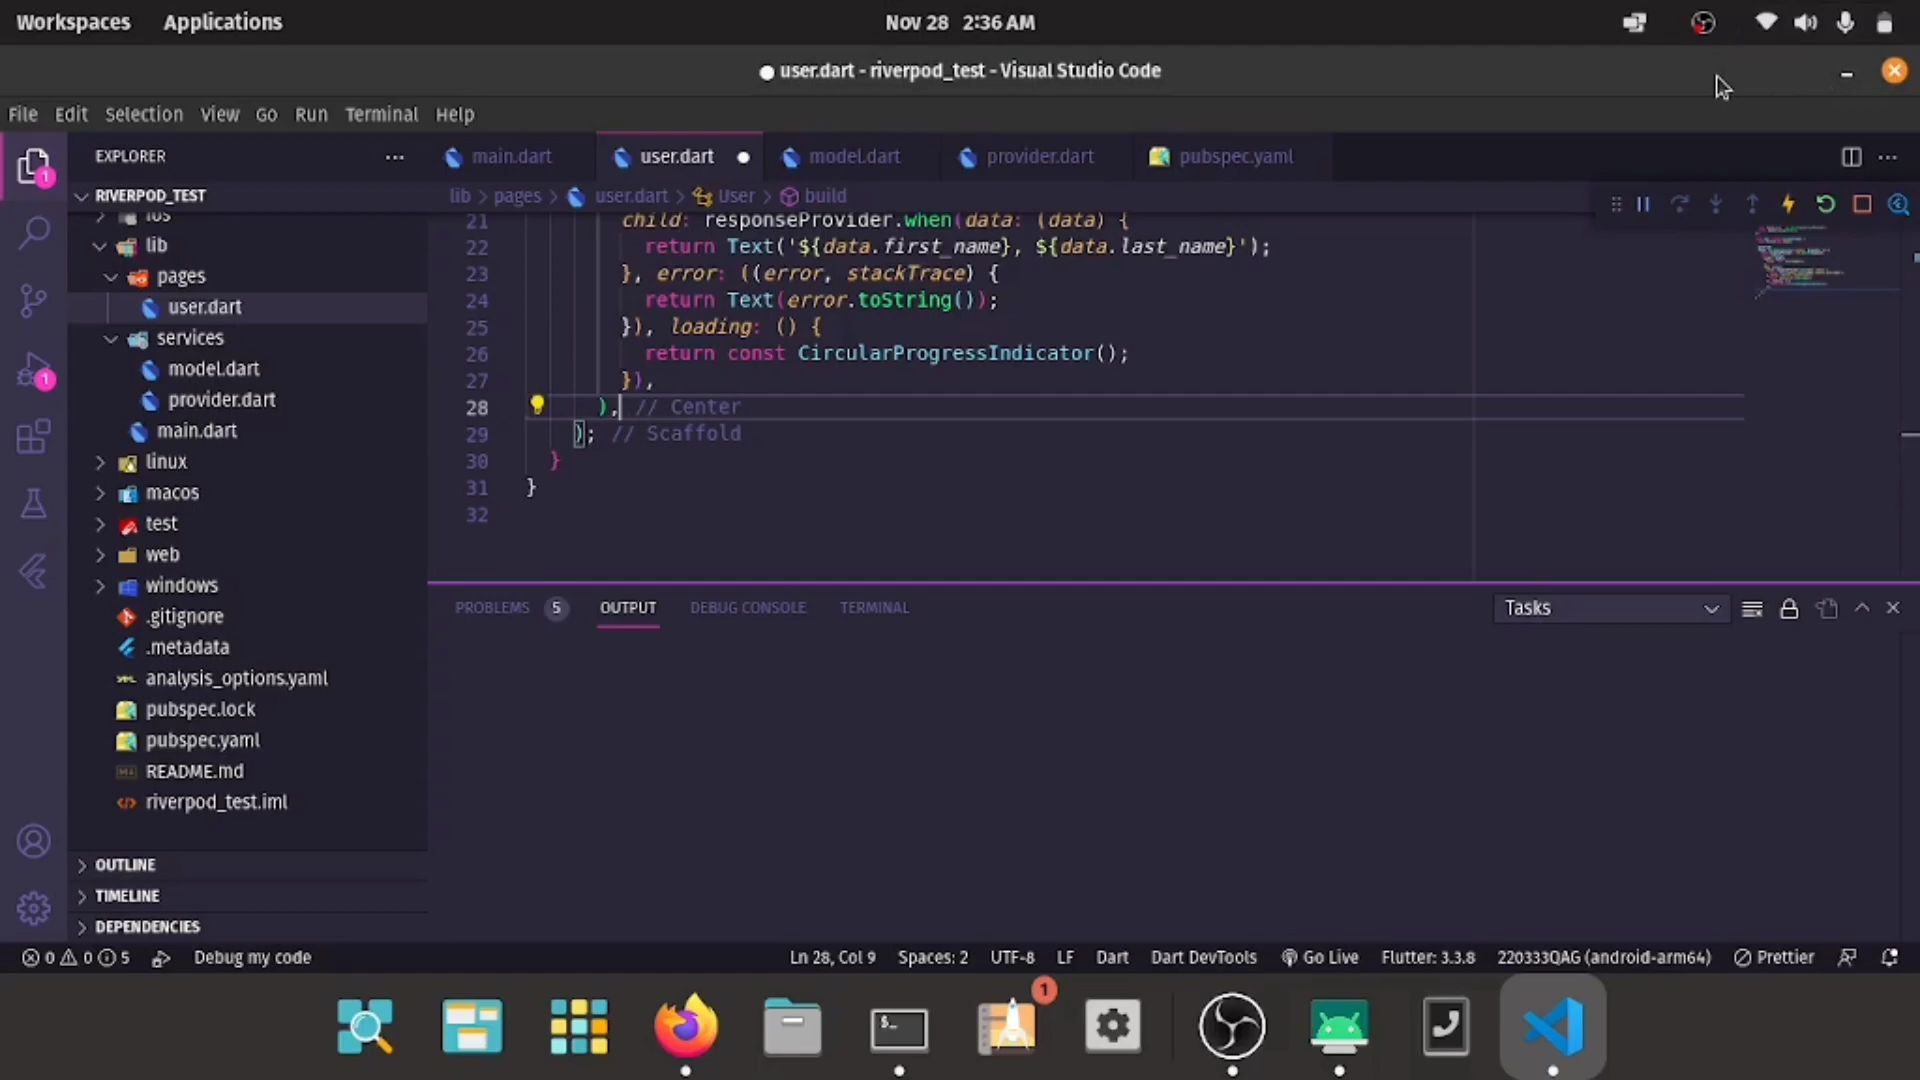 Workspaces Applications Nov 28 2:36 AM
user.dart - riverpod_test - Visual Studio Code
File Edit Selection View Go Run Terminal Help
EXPLORER
main.dart user.dart model.dart provider.dart pubspec.yaml
RIVERPOD_TEST
lib > pages > user.dart > User > build
ios
lib
pages
user.dart
services
model.dart
provider.dart
main.dart
linux
macos
test
web
windows
.gitignore
.metadata
analysis_options.yaml
pubspec.lock
pubspec.yaml
README.md
riverpod_test.iml
OUTLINE
TIMELINE
DEPENDENCIES
1
1
21 child: responseProvider.when(data: (data) {
22 return Text('${data.first_name}, ${data.last_name}');
23 }, error: ((error, stackTrace) {
24 return Text(error.toString());
25 }), loading: () {
26 return const CircularProgressIndicator();
27 }),
28 ), // Center
29 ); // Scaffold
30 }
31 }
32
PROBLEMS 5 OUTPUT DEBUG CONSOLE TERMINAL Tasks
0 0 5 Debug my code Ln 28, Col 9 Spaces: 2 UTF-8 LF Dart Dart DevTools Go Live Flutter: 3.3.8 220333QAG (android-arm64) Prettier
1
$_